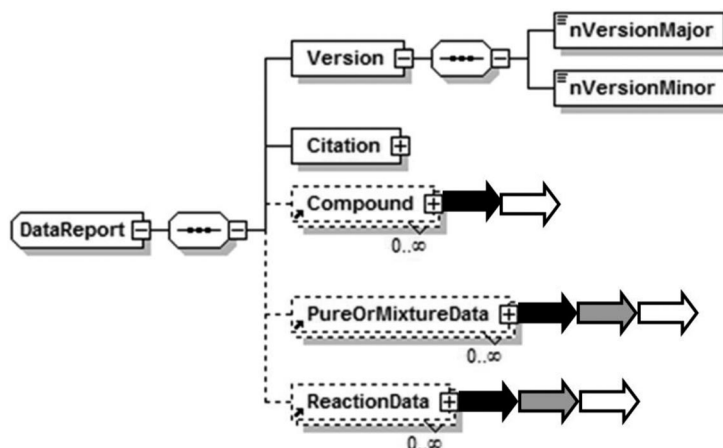 nVersionMajor
Version
nVersionMinor
Citation
Compound
0..∞
DataReport
PureOrMixtureData
0..∞
ReactionData
0..∞